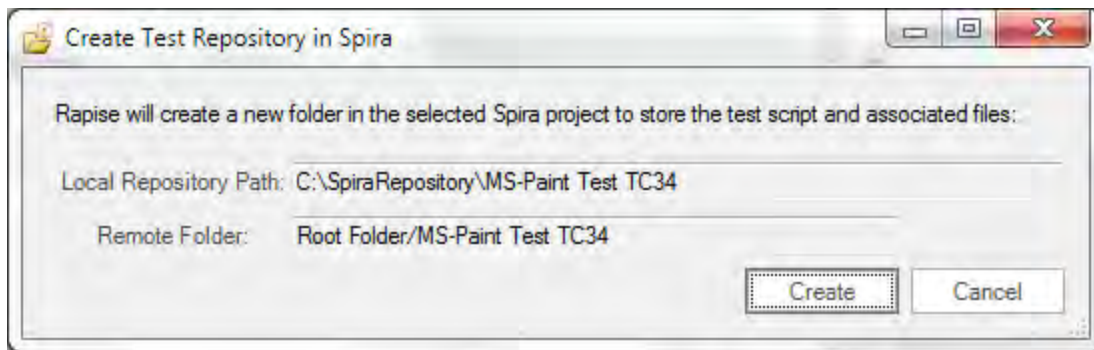 Create Test Repository in Spira
Rapise will create a new folder in the selected Spira project to store the test script and associated files:
Local Repository Path: C:\SpiraRepository\MS-Paint Test TC34
Remote Folder: Root Folder/MS-Paint Test TC34
Create Cancel